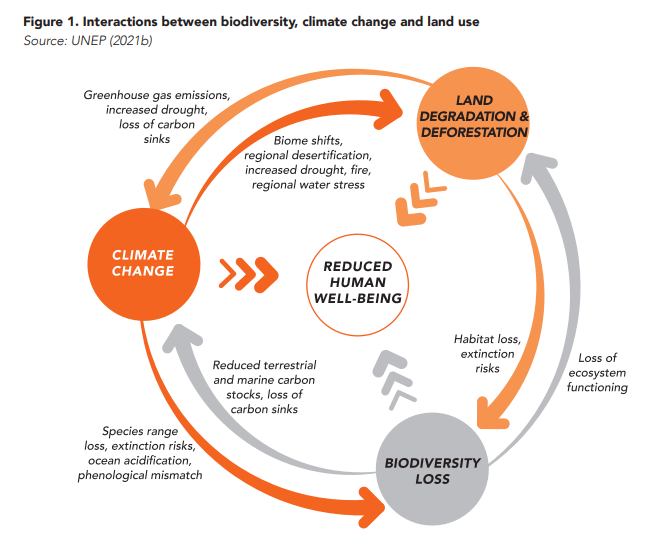 Figure 1. Interactions between biodiversity, climate change and land use
Source: UNEP (2021b)
Greenhouse gas emissions,
increased drought,
loss of carbon
sinks
LAND
DEGRADATION &
DEFORESTATION
Biome shifts,
regional desertification,
increased drought, fire,
regional water stress
CLIMATE
CHANGE
REDUCED
HUMAN
WELL-BEING
Habitat loss,
extinction
risks
Loss of
ecosystem
functioning
Reduced terrestrial
and marine carbon
stocks, loss of
carbon sinks
Species range
loss, extinction risks,
ocean acidification,
phenological mismatch
BIODIVERSITY
LOSS